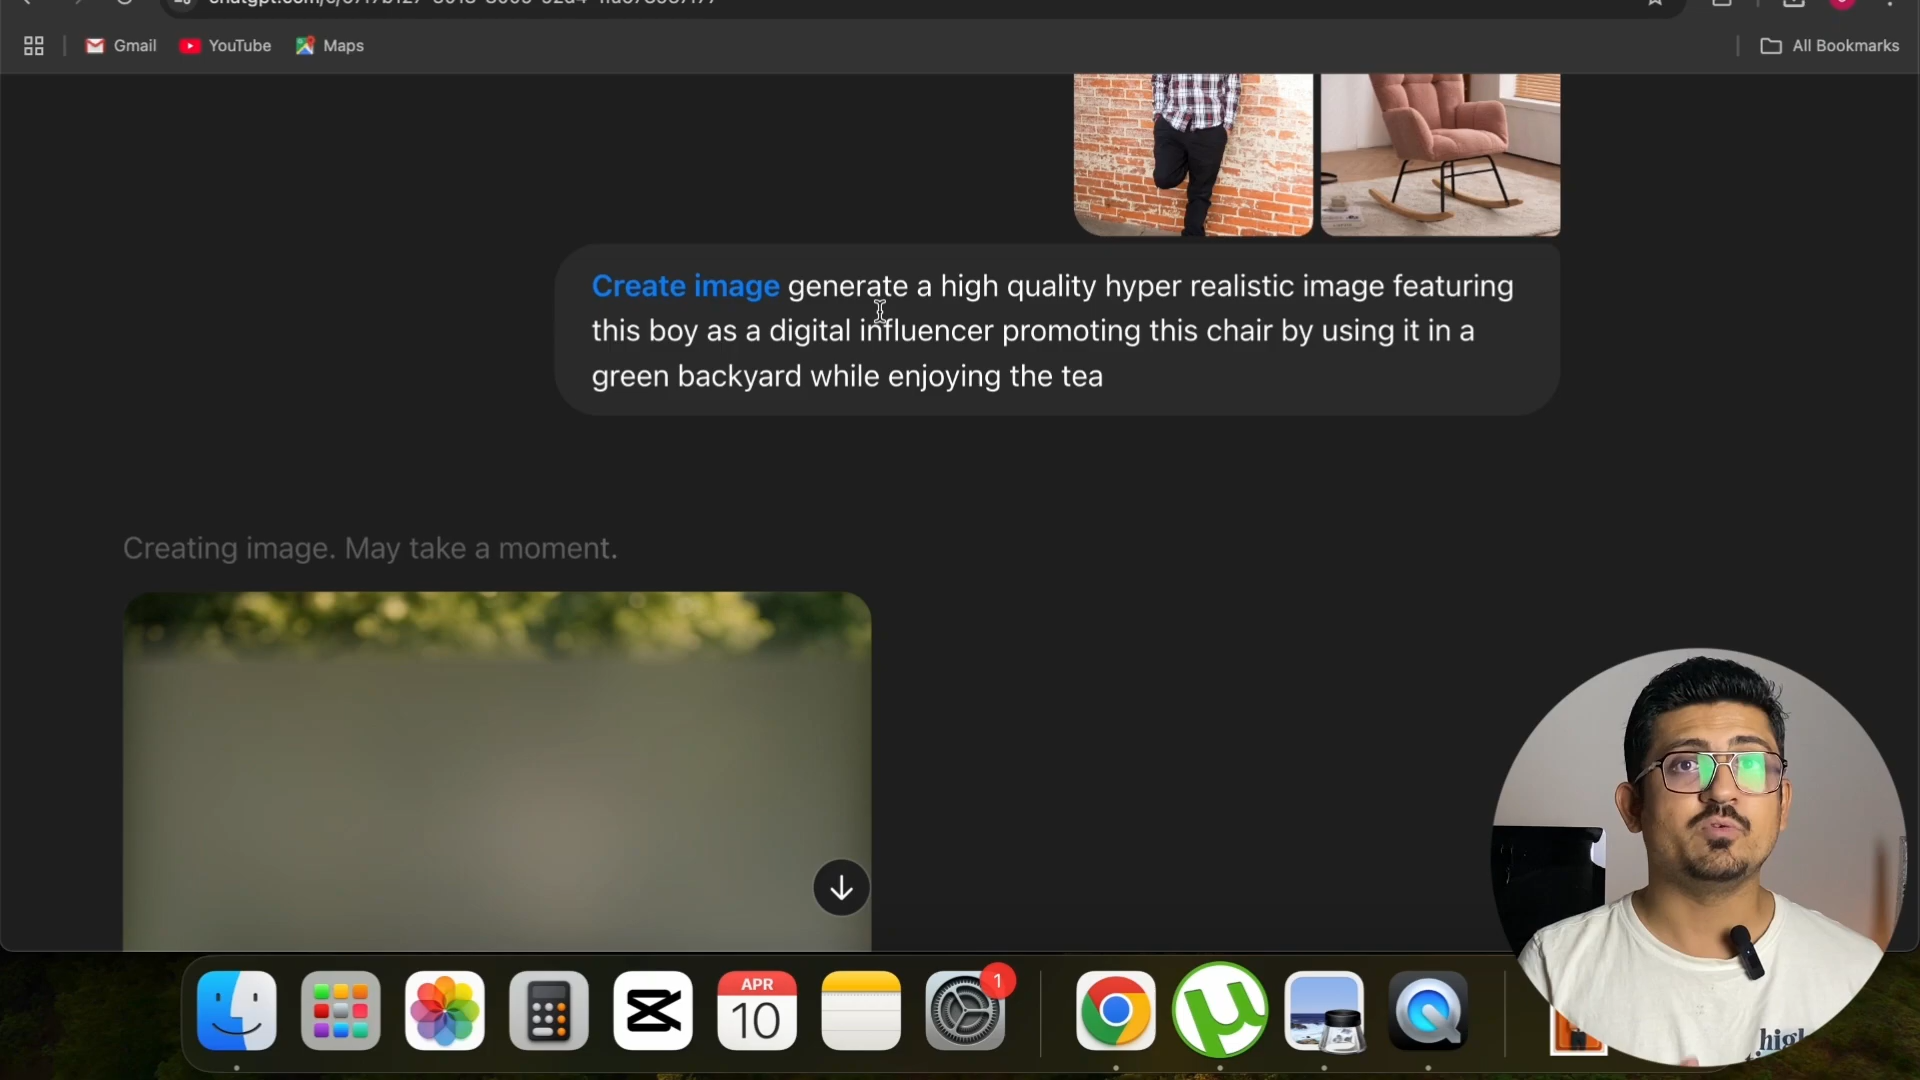 Gmail
YouTube
Maps
All Bookmarks
Create image generate a high quality hyper realistic image featuring
this boy as a digital influencer promoting this chair by using it in a
green backyard while enjoying the tea
Creating image. May take a moment.
APR
10
1
high